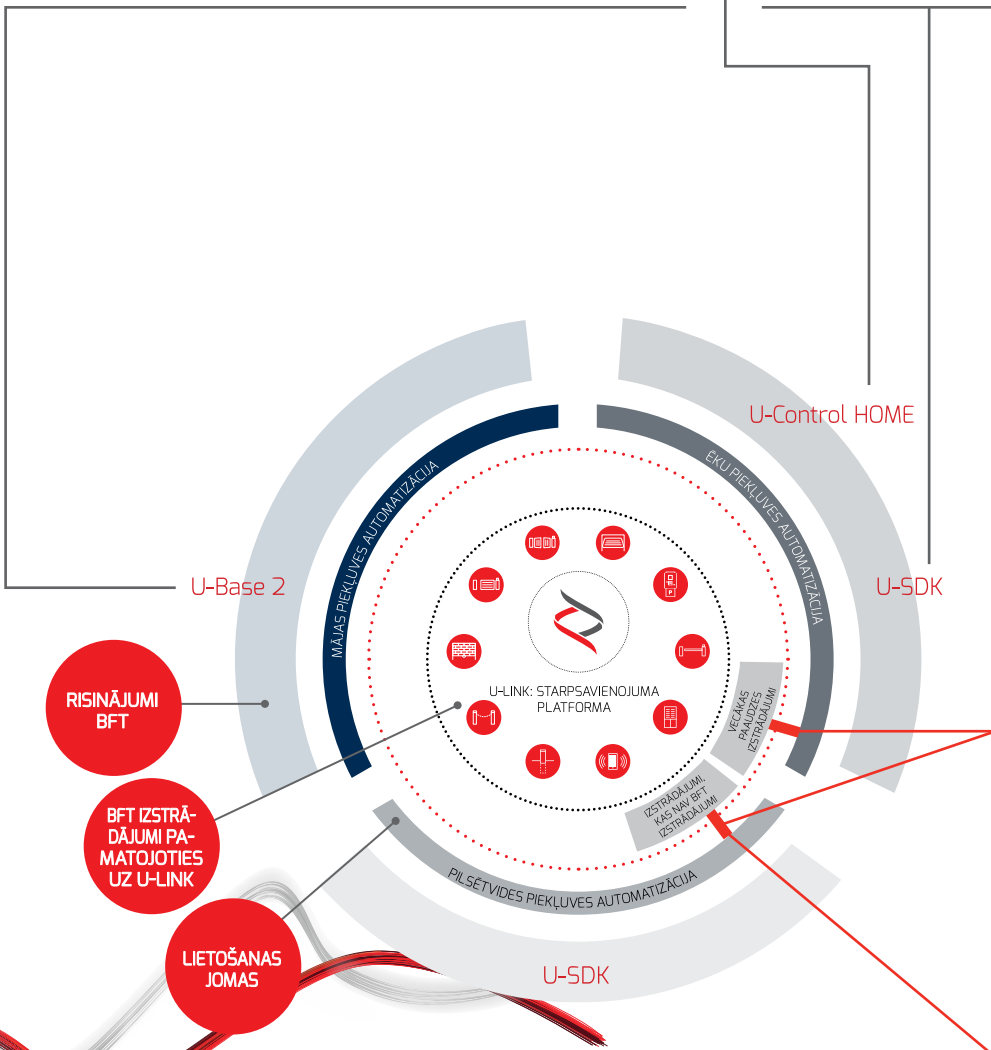 U-Control HOME
ĒKU PIEKĻUVES AUTOMATIZĀCIJA
MĀJAS PIEKĻUVES AUTOMATIZĀCIJA
U-Base 2
U-SDK
RISINĀJUMI
BFT
U-LINK: STARPSAVIENOJUMA
PLATFORMA
P
VECĀKAS
PAAUDZES
IZSTRĀDĀJUMI
IZSTRĀDĀJUMI,
KAS NAV BFT
IZSTRĀDĀJUMI
BFT IZSTRĀ-
DĀJUMI PA-
MATOJOTIES
UZ U-LINK
PILSĒTVIDES PIEKĻUVES AUTOMATIZĀCIJA
LIETOŠANAS
JOMAS
U-SDK